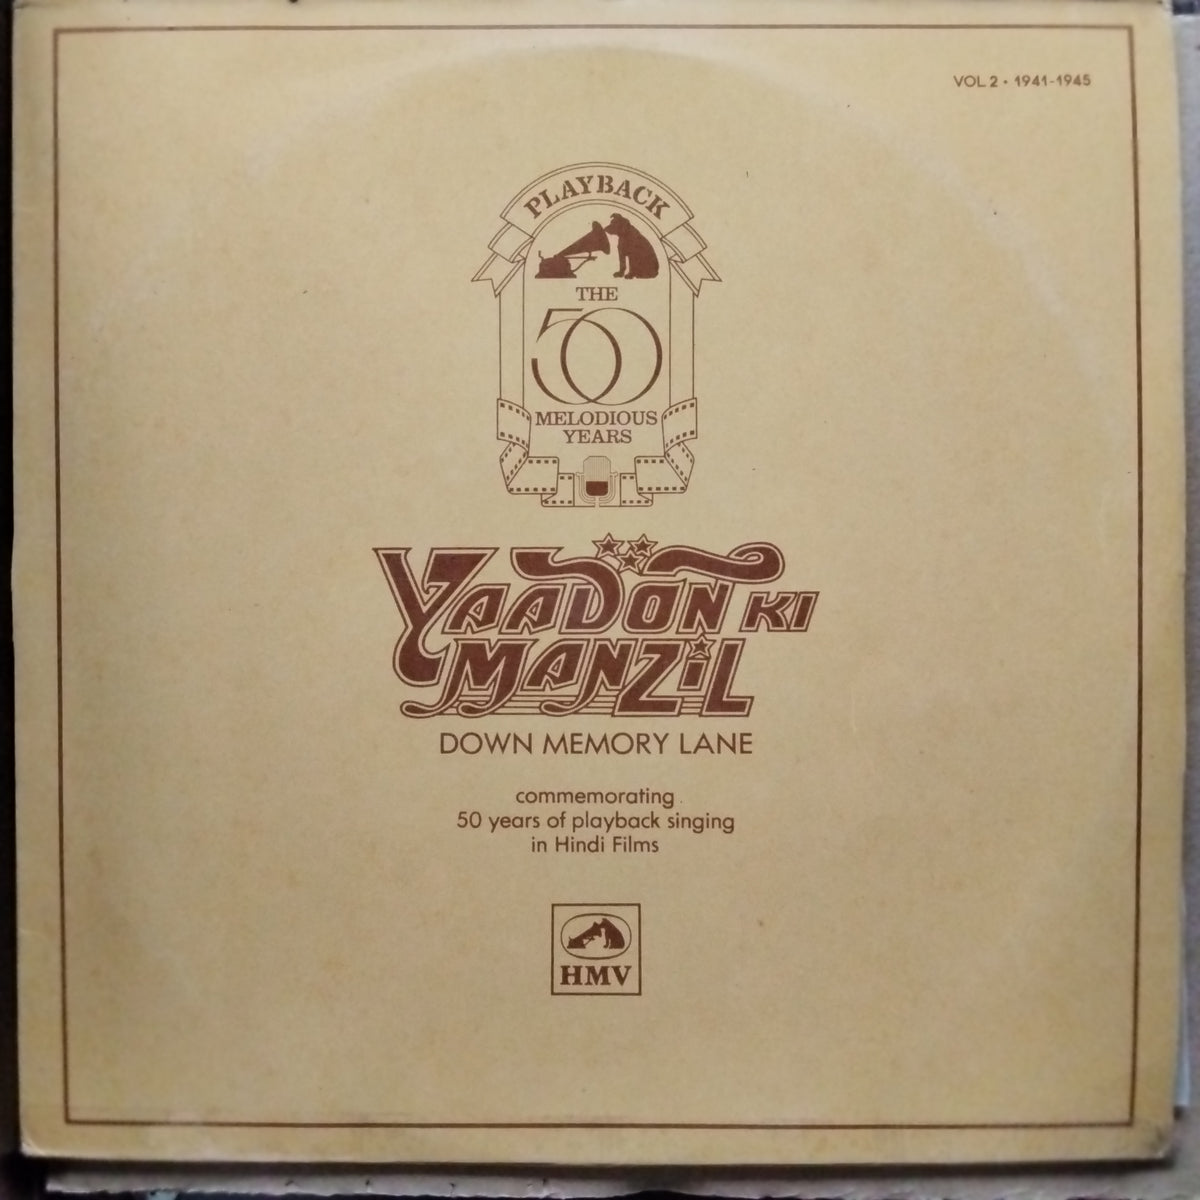 VOL 2 • 1941-1945
PLAYBACK
THE
50
MELODIOUS
YEARS
YAADON KI
MANZIL
DOWN MEMORY LANE
commemorating
50 years of playback singing
in Hindi Films
HMV